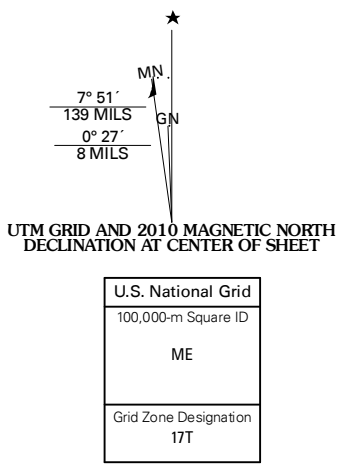 MN
7° 51´
139 MILS
GN
0° 27´
8 MILS
UTM GRID AND 2010 MAGNETIC NORTH
DECLINATION AT CENTER OF SHEET
U.S. National Grid
100,000-m Square ID
ME
Grid Zone Designation
17T